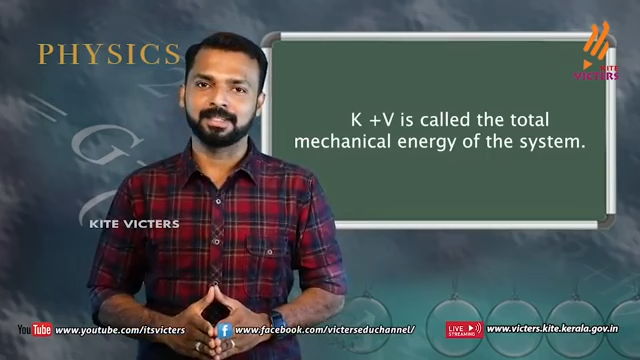 PHYSICS
KITE
VICTERS
K +V is called the total
mechanical energy of the system.
KITE VICTERS
YouTube www.youtube.com/itsvicters
f www.facebook.com/victerseduchannel/
LIVE STREAMING www.victers.kite.kerala.gov.in